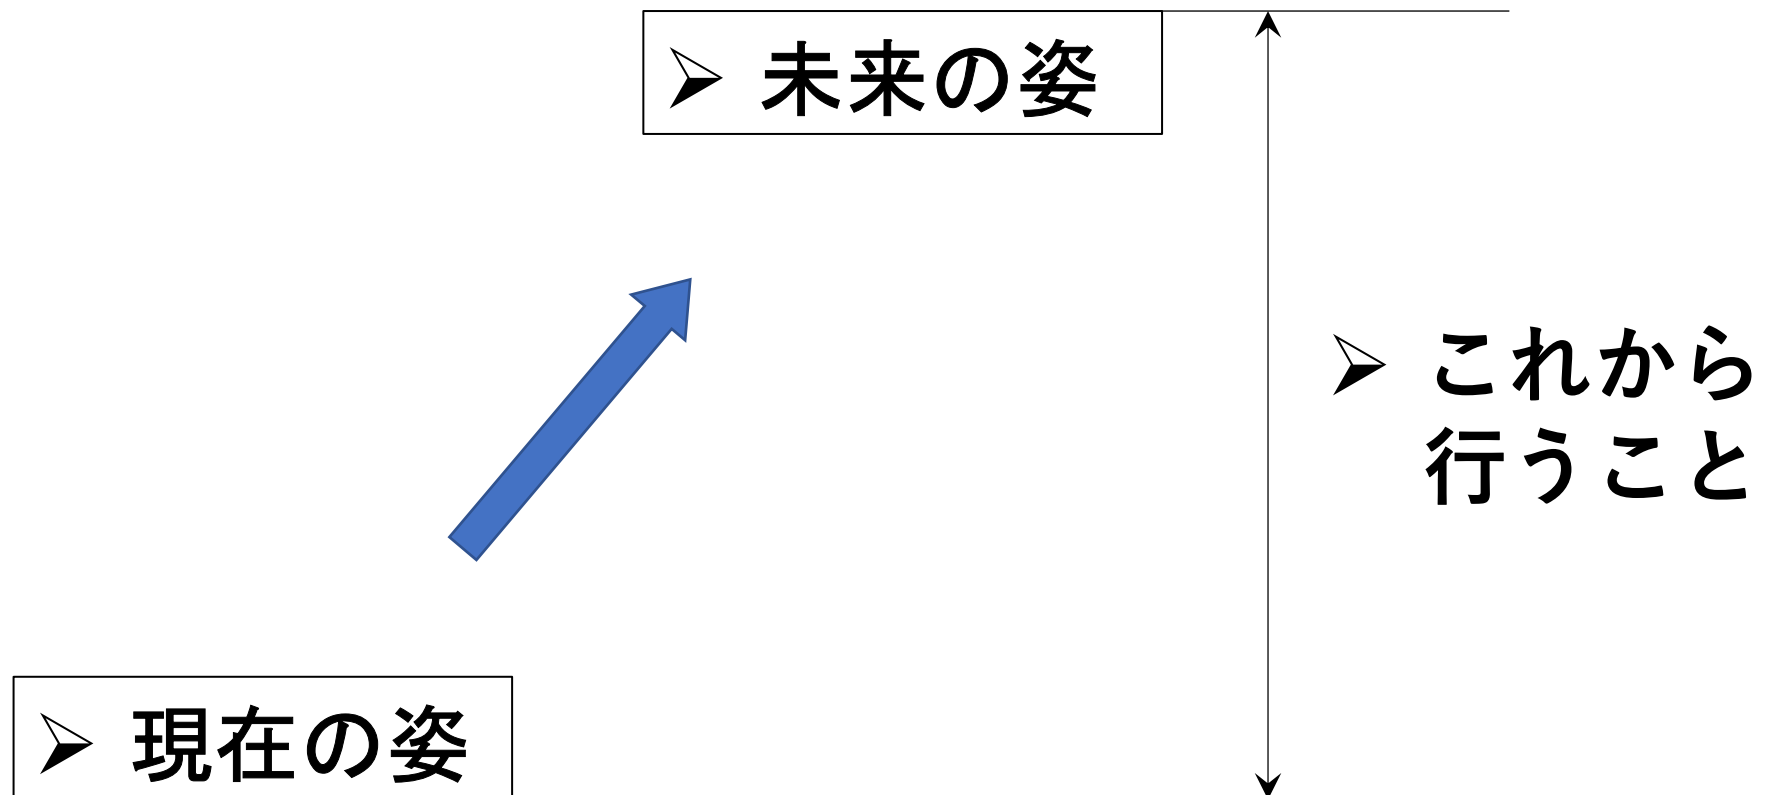 ➢ 未来の姿
➢ これから
行うこと
➢ 現在の姿